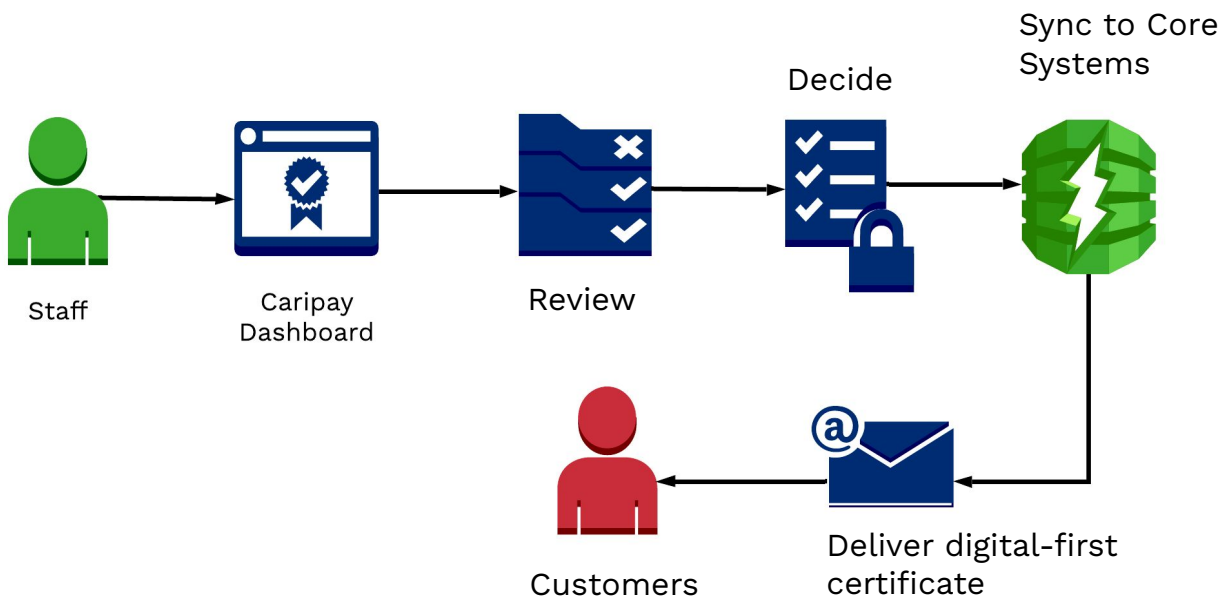 Sync to Core
Systems
Decide
Staff
Caripay
Dashboard
Review
@
Customers
Deliver digital-first
certificate